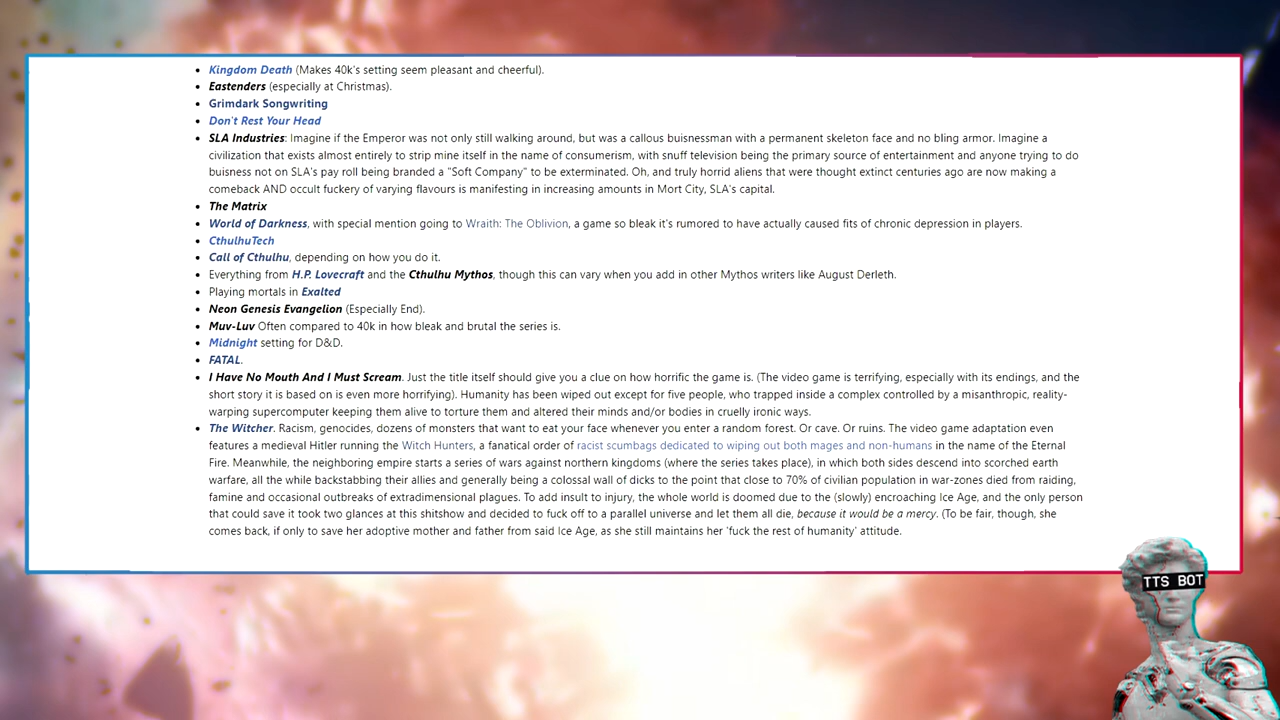 • Kingdom Death (Makes 40k's setting seem pleasant and cheerful).
• Eastenders (especially at Christmas).
• Grimdark Songwriting
• Don't Rest Your Head
• SLA Industries: Imagine if the Emperor was not only still walking around, but was a callous buisnessman with a permanent skeleton face and no bling armor. Imagine a
civilization that exists almost entirely to strip mine itself in the name of consumerism, with snuff television being the primary source of entertainment and anyone trying to do
buisness not on SLA's pay roll being branded a "Soft Company" to be exterminated. Oh, and truly horrid aliens that were thought extinct centuries ago are now making a
comeback AND occult fuckery of varying flavours is manifesting in increasing amounts in Mort City, SLA's capital.
• The Matrix
• World of Darkness, with special mention going to Wraith: The Oblivion, a game so bleak it's rumored to have actually caused fits of chronic depression in players.
• CthulhuTech
• Call of Cthulhu, depending on how you do it.
• Everything from H.P. Lovecraft and the Cthulhu Mythos, though this can vary when you add in other Mythos writers like August Derleth.
• Playing mortals in Exalted
• Neon Genesis Evangelion (Especially End).
• Muv-Luv Often compared to 40k in how bleak and brutal the series is.
• Midnight setting for D&D.
• FATAL.
• I Have No Mouth And I Must Scream. Just the title itself should give you a clue on how horrific the game is. (The video game is terrifying, especially with its endings, and the
short story it is based on is even more horrifying). Humanity has been wiped out except for five people, who trapped inside a complex controlled by a misanthropic, reality-
warping supercomputer keeping them alive to torture them and altered their minds and/or bodies in cruelly ironic ways.
• The Witcher. Racism, genocides, dozens of monsters that want to eat your face whenever you enter a random forest. Or cave. Or ruins. The video game adaptation even
features a medieval Hitler running the Witch Hunters, a fanatical order of racist scumbags dedicated to wiping out both mages and non-humans in the name of the Eternal
Fire. Meanwhile, the neighboring empire starts a series of wars against northern kingdoms (where the series takes place), in which both sides descend into scorched earth
warfare, all the while backstabbing their allies and generally being a colossal wall of dicks to the point that close to 70% of civilian population in war-zones died from raiding,
famine and occasional outbreaks of extradimensional plagues. To add insult to injury, the whole world is doomed due to the (slowly) encroaching Ice Age, and the only person
that could save it took two glances at this shitshow and decided to fuck off to a parallel universe and let them all die, because it would be a mercy. (To be fair, though, she
comes back, if only to save her adoptive mother and father from said Ice Age, as she still maintains her 'fuck the rest of humanity' attitude.
TTS BOT